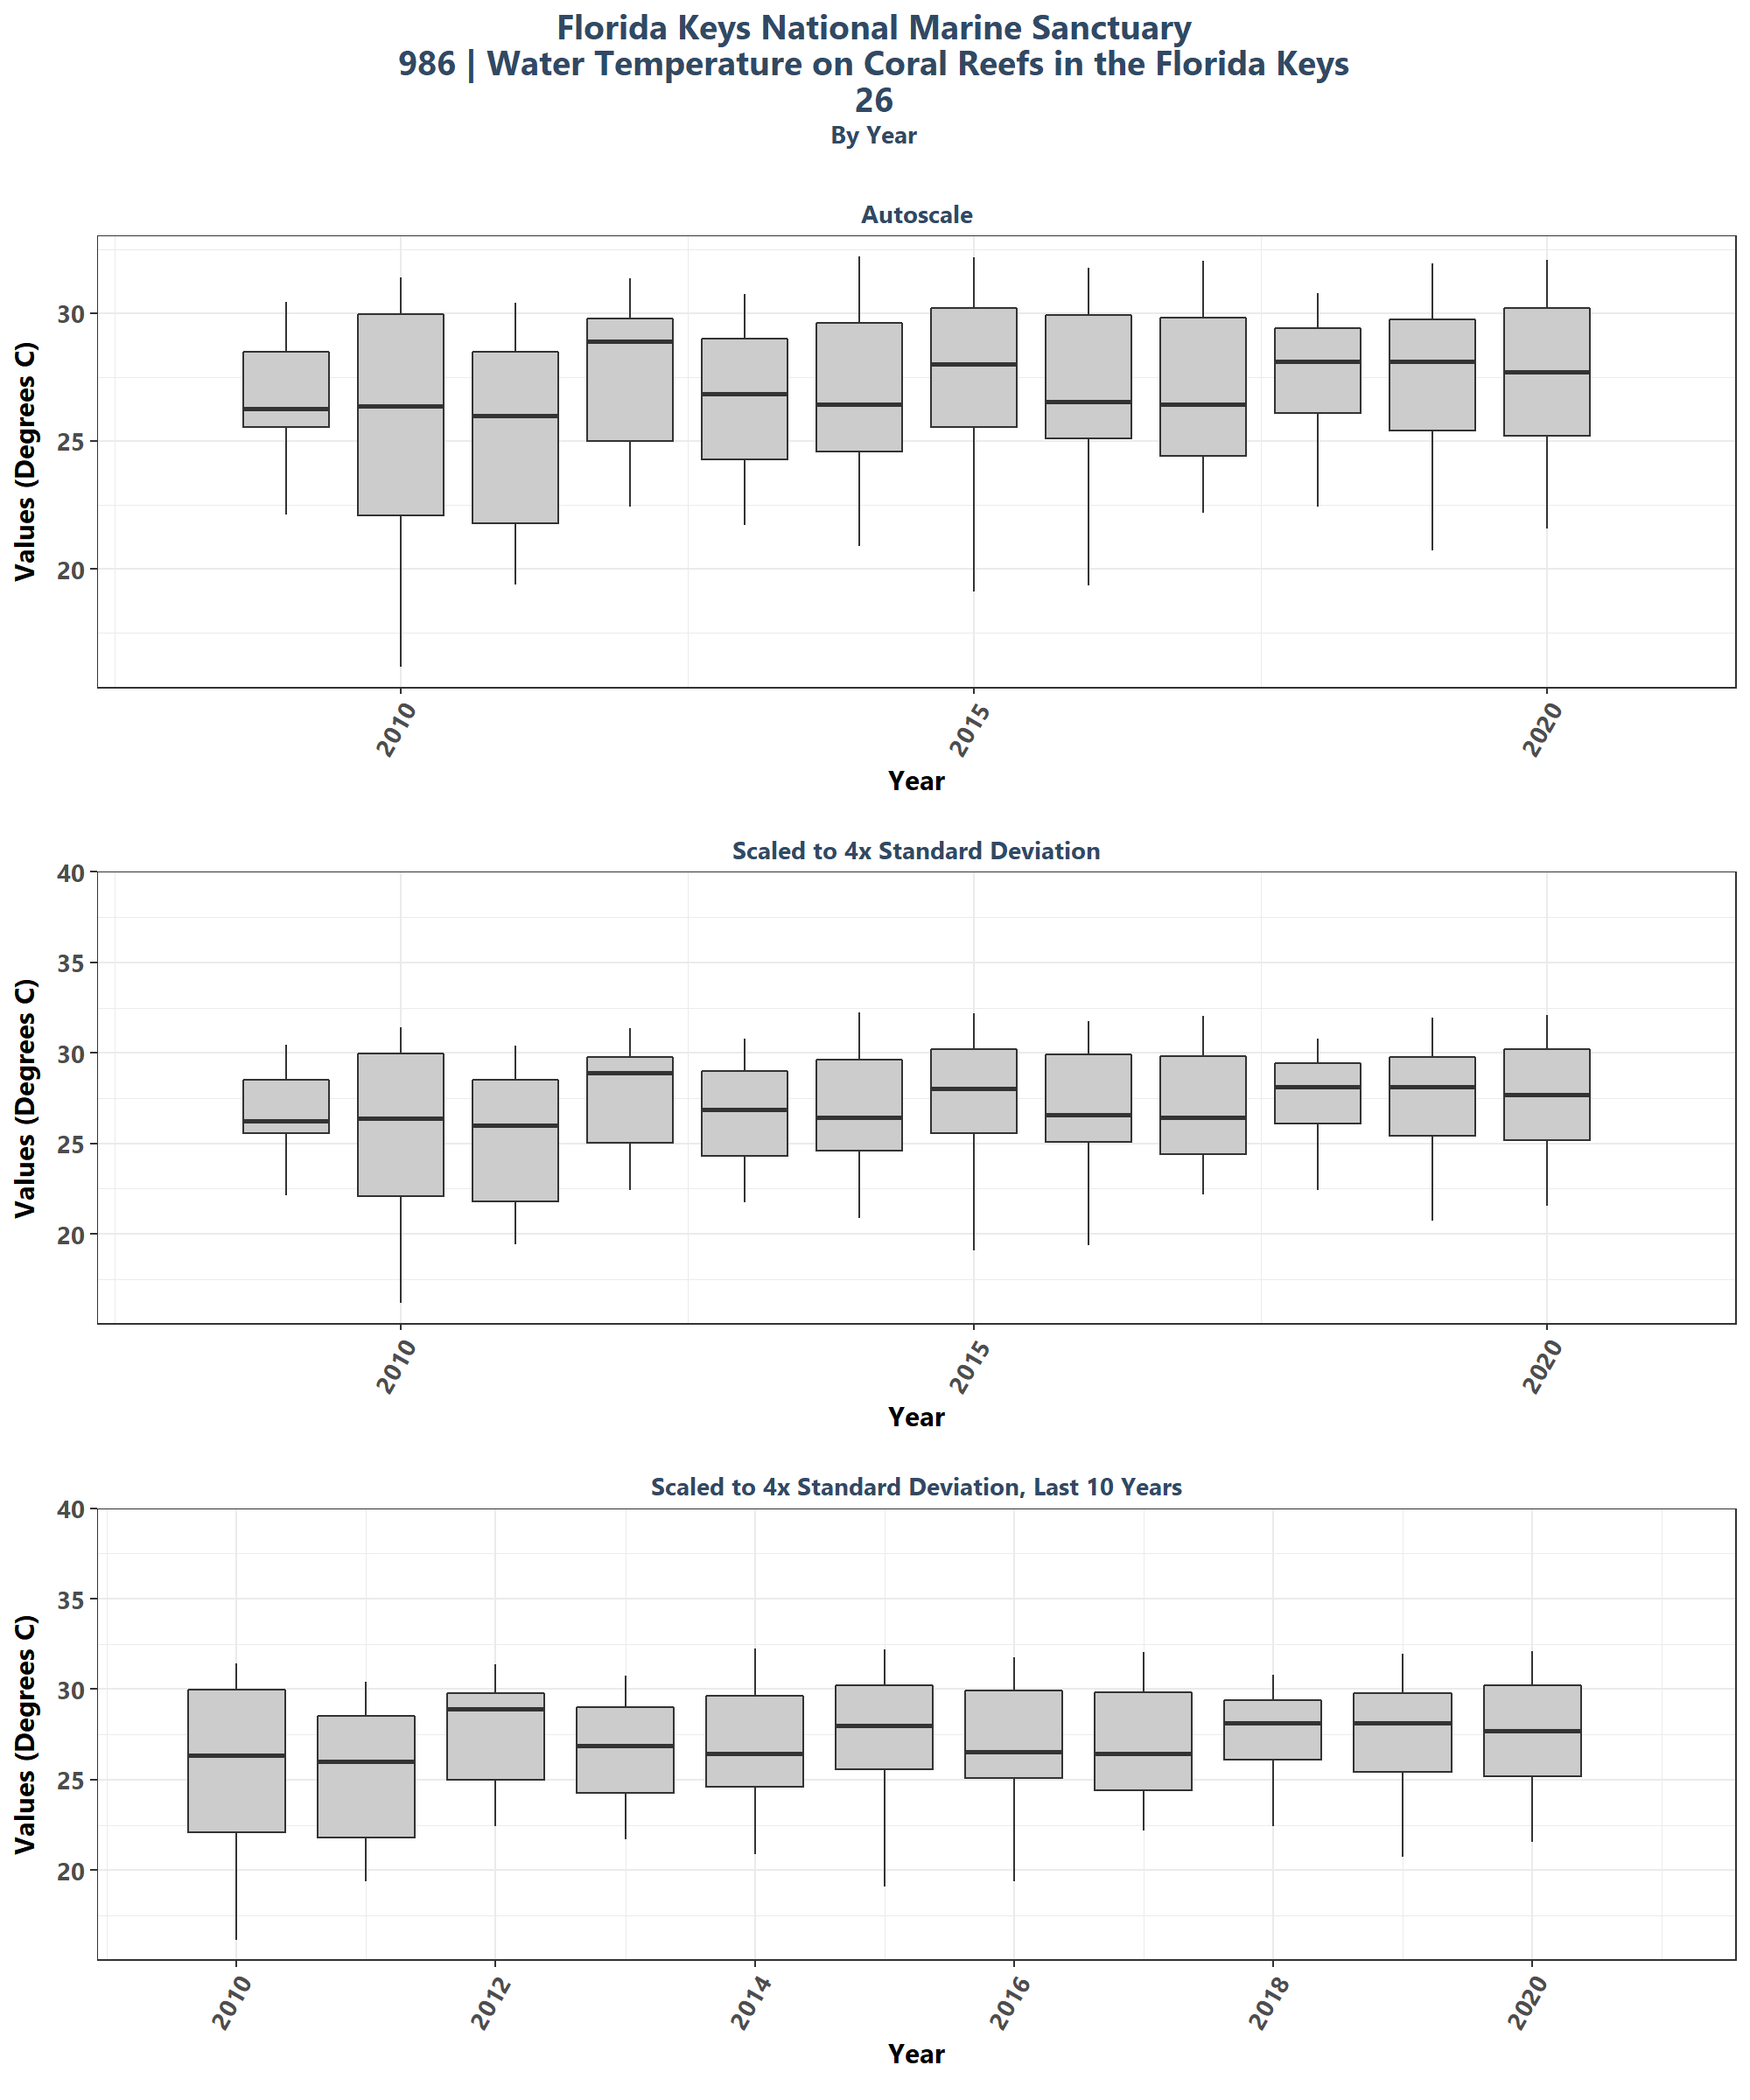 Florida Keys National Marine Sanctuary
986 | Water Temperature on Coral Reefs in the Florida Keys
26
By Year
Autoscale
Values (Degrees C)
30
25
20
2010
2015
2020
Year
Scaled to 4x Standard Deviation
Values (Degrees C)
40
35
30
25
20
2010
2015
2020
Year
Scaled to 4x Standard Deviation, Last 10 Years
Values (Degrees C)
40
35
30
25
20
2010
2012
2014
2016
2018
2020
Year